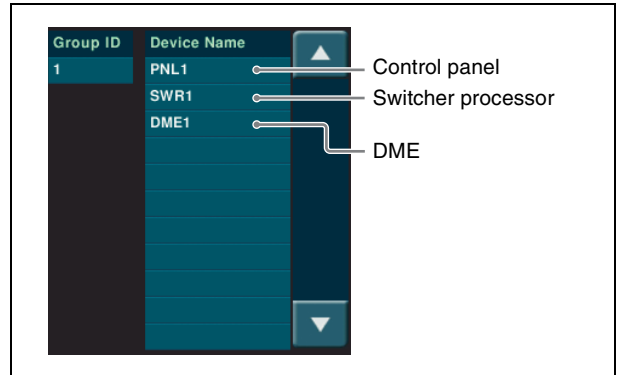 Group ID Device Name
1 PNL1 Control panel
SWR1 Switcher processor
DME1
DME